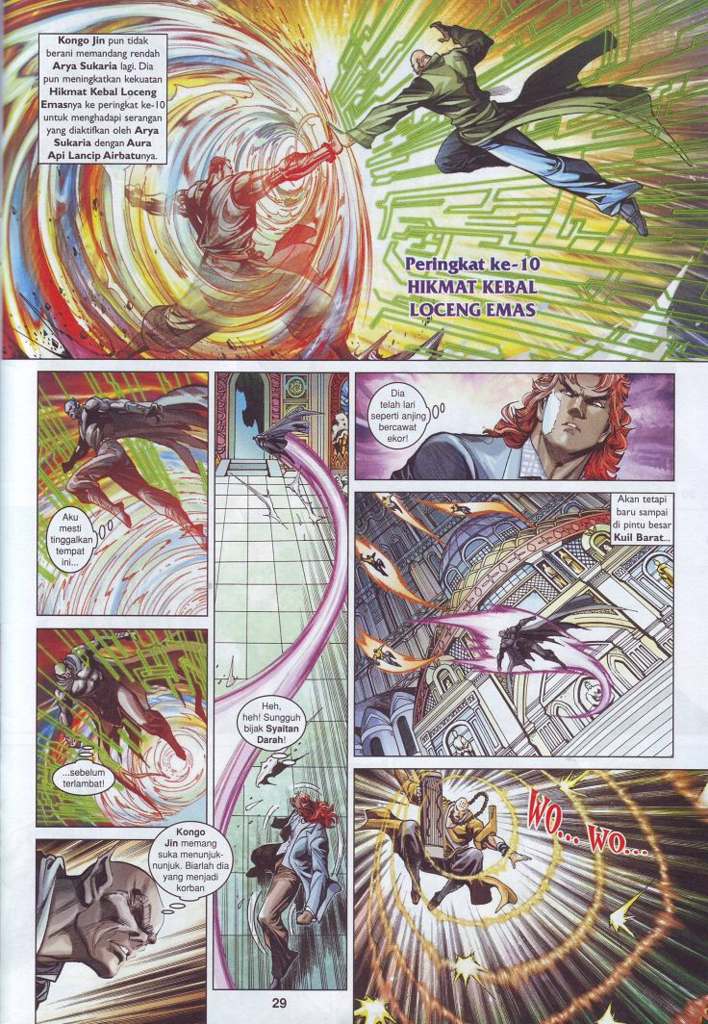 Kongo Jin pun tidak
berani memandang rendah
Arya Sukaria lagi. Dia
pun meningkatkan kekuatan
Hikmat Kebal Loceng
Emasnya ke peringkat ke-10
untuk menghadapi serangan
yang diaktifkan oleh Arya
Sukaria dengan Aura
Api Lancip Airbatunya.
Peringkat ke-10
HIKMAT KEBAL
LOCENG EMAS
Aku
mesti
tinggalkan
tempat
ini...
...sebelum
terlambat!
Kongo
Jin memang
suka menunjuk-
nunjuk. Biarlah dia
yang menjadi
korban
Heh,
heh! Sungguh
bijak Syaitan
Darah!
Dia
telah lari
seperti anjing
bercawat
ekor!
Akan tetapi
baru sampai
di pintu besar
Kuil Barat...
WO... WO...
29